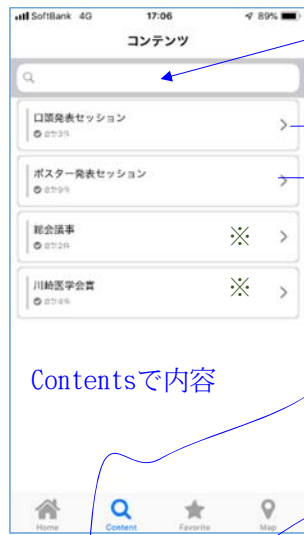 SoftBank 4G 17:06 89%
コンテンツ
口頭発表セッション
ポスター発表セッション
総会議事 ※
川崎医学会賞 ※
Contentsで内容
Home Content Favorite Map